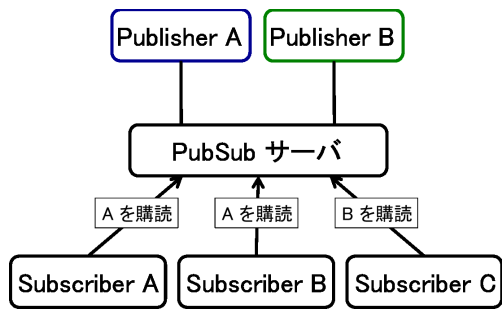 Publisher A
Publisher B
PubSub サーバ
A を購読
A を購読
B を購読
Subscriber A
Subscriber B
Subscriber C